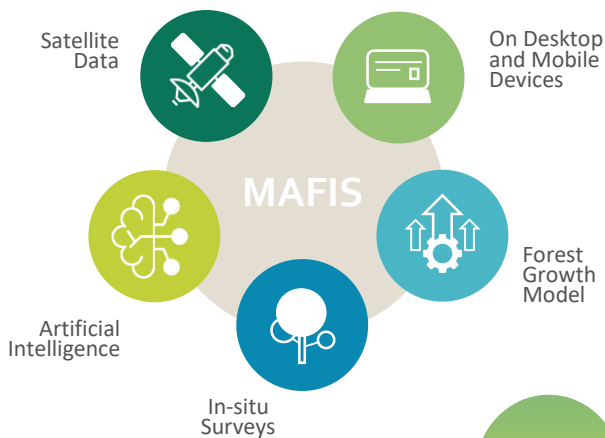 Satellite
Data
On Desktop
and Mobile
Devices
MAFIS
Forest
Growth
Model
Artificial
Intelligence
In-situ
Surveys